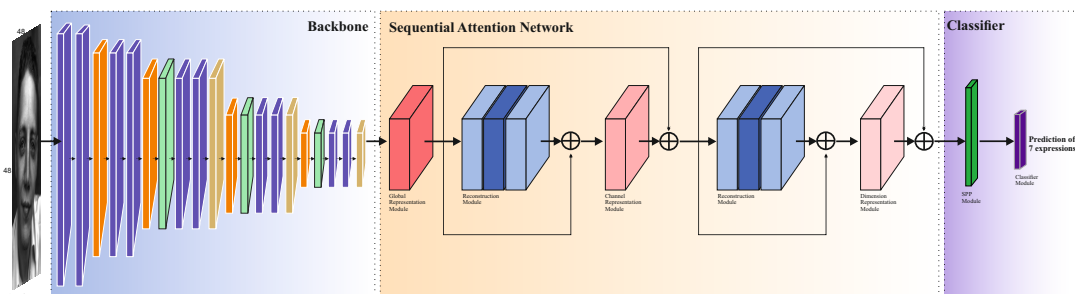 48
48
Backbone
Sequential Attention Network
Classifier
Global
Representation
Module
Reconstruction
Module
Channel
Representation
Module
Reconstruction
Module
Dimension
Representation
Module
SPP
Module
Classifier
Module
Prediction of
7 expressions